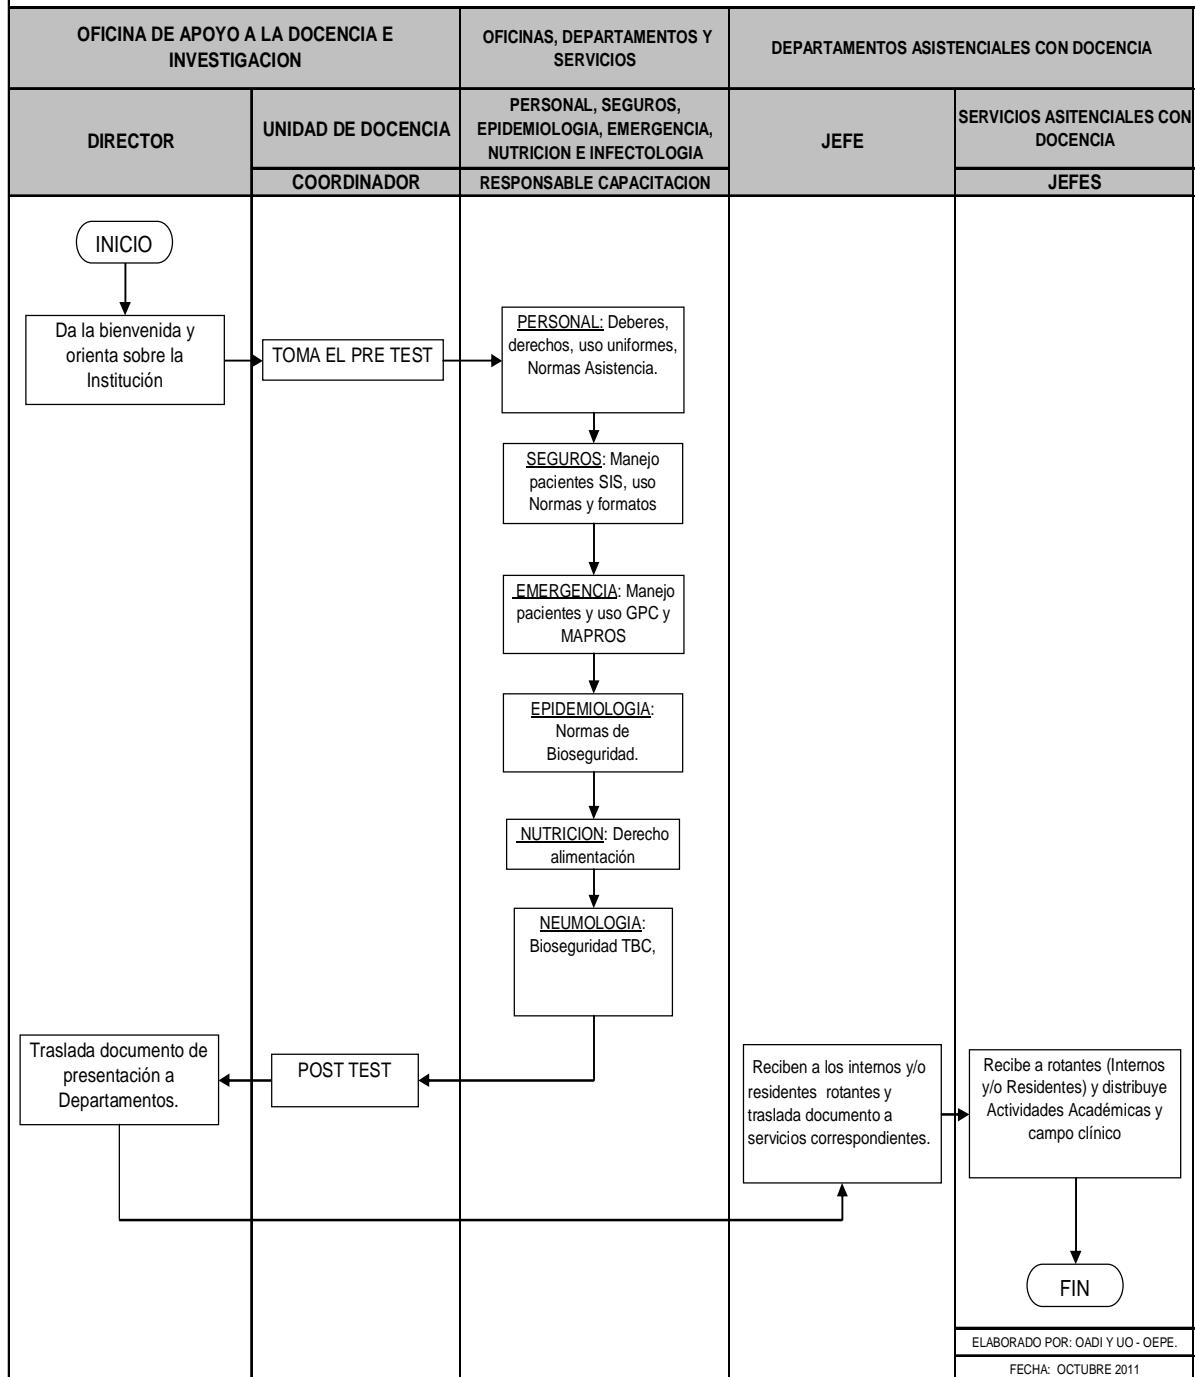 OFICINA DE APOYO A LA DOCENCIA E
INVESTIGACION
OFICINAS, DEPARTAMENTOS Y
SERVICIOS
DEPARTAMENTOS ASISTENCIALES CON DOCENCIA
DIRECTOR
UNIDAD DE DOCENCIA
PERSONAL, SEGUROS,
EPIDEMIOLOGIA, EMERGENCIA,
NUTRICION E INFECTOLOGIA
JEFE
SERVICIOS ASITENCIALES CON
DOCENCIA
COORDINADOR
RESPONSABLE CAPACITACION
JEFES
INICIO
Da la bienvenida y
orienta sobre la
Institución
TOMA EL PRE TEST
PERSONAL: Deberes,
derechos, uso uniformes,
Normas Asistencia.
SEGUROS: Manejo
pacientes SIS, uso
Normas y formatos
EMERGENCIA: Manejo
pacientes y uso GPC y
MAPROS
EPIDEMIOLOGIA:
Normas de
Bioseguridad.
NUTRICION: Derecho
alimentación
NEUMOLOGIA:
Bioseguridad TBC,
POST TEST
Traslada documento de
presentación a
Departamentos.
Reciben a los internos y/o
residentes rotantes y
traslada documento a
servicios correspondientes.
Recibe a rotantes (Internos
y/o Residentes) y distribuye
Actividades Académicas y
campo clínico
FIN
ELABORADO POR: OADI Y UO - OEPE.
FECHA: OCTUBRE 2011